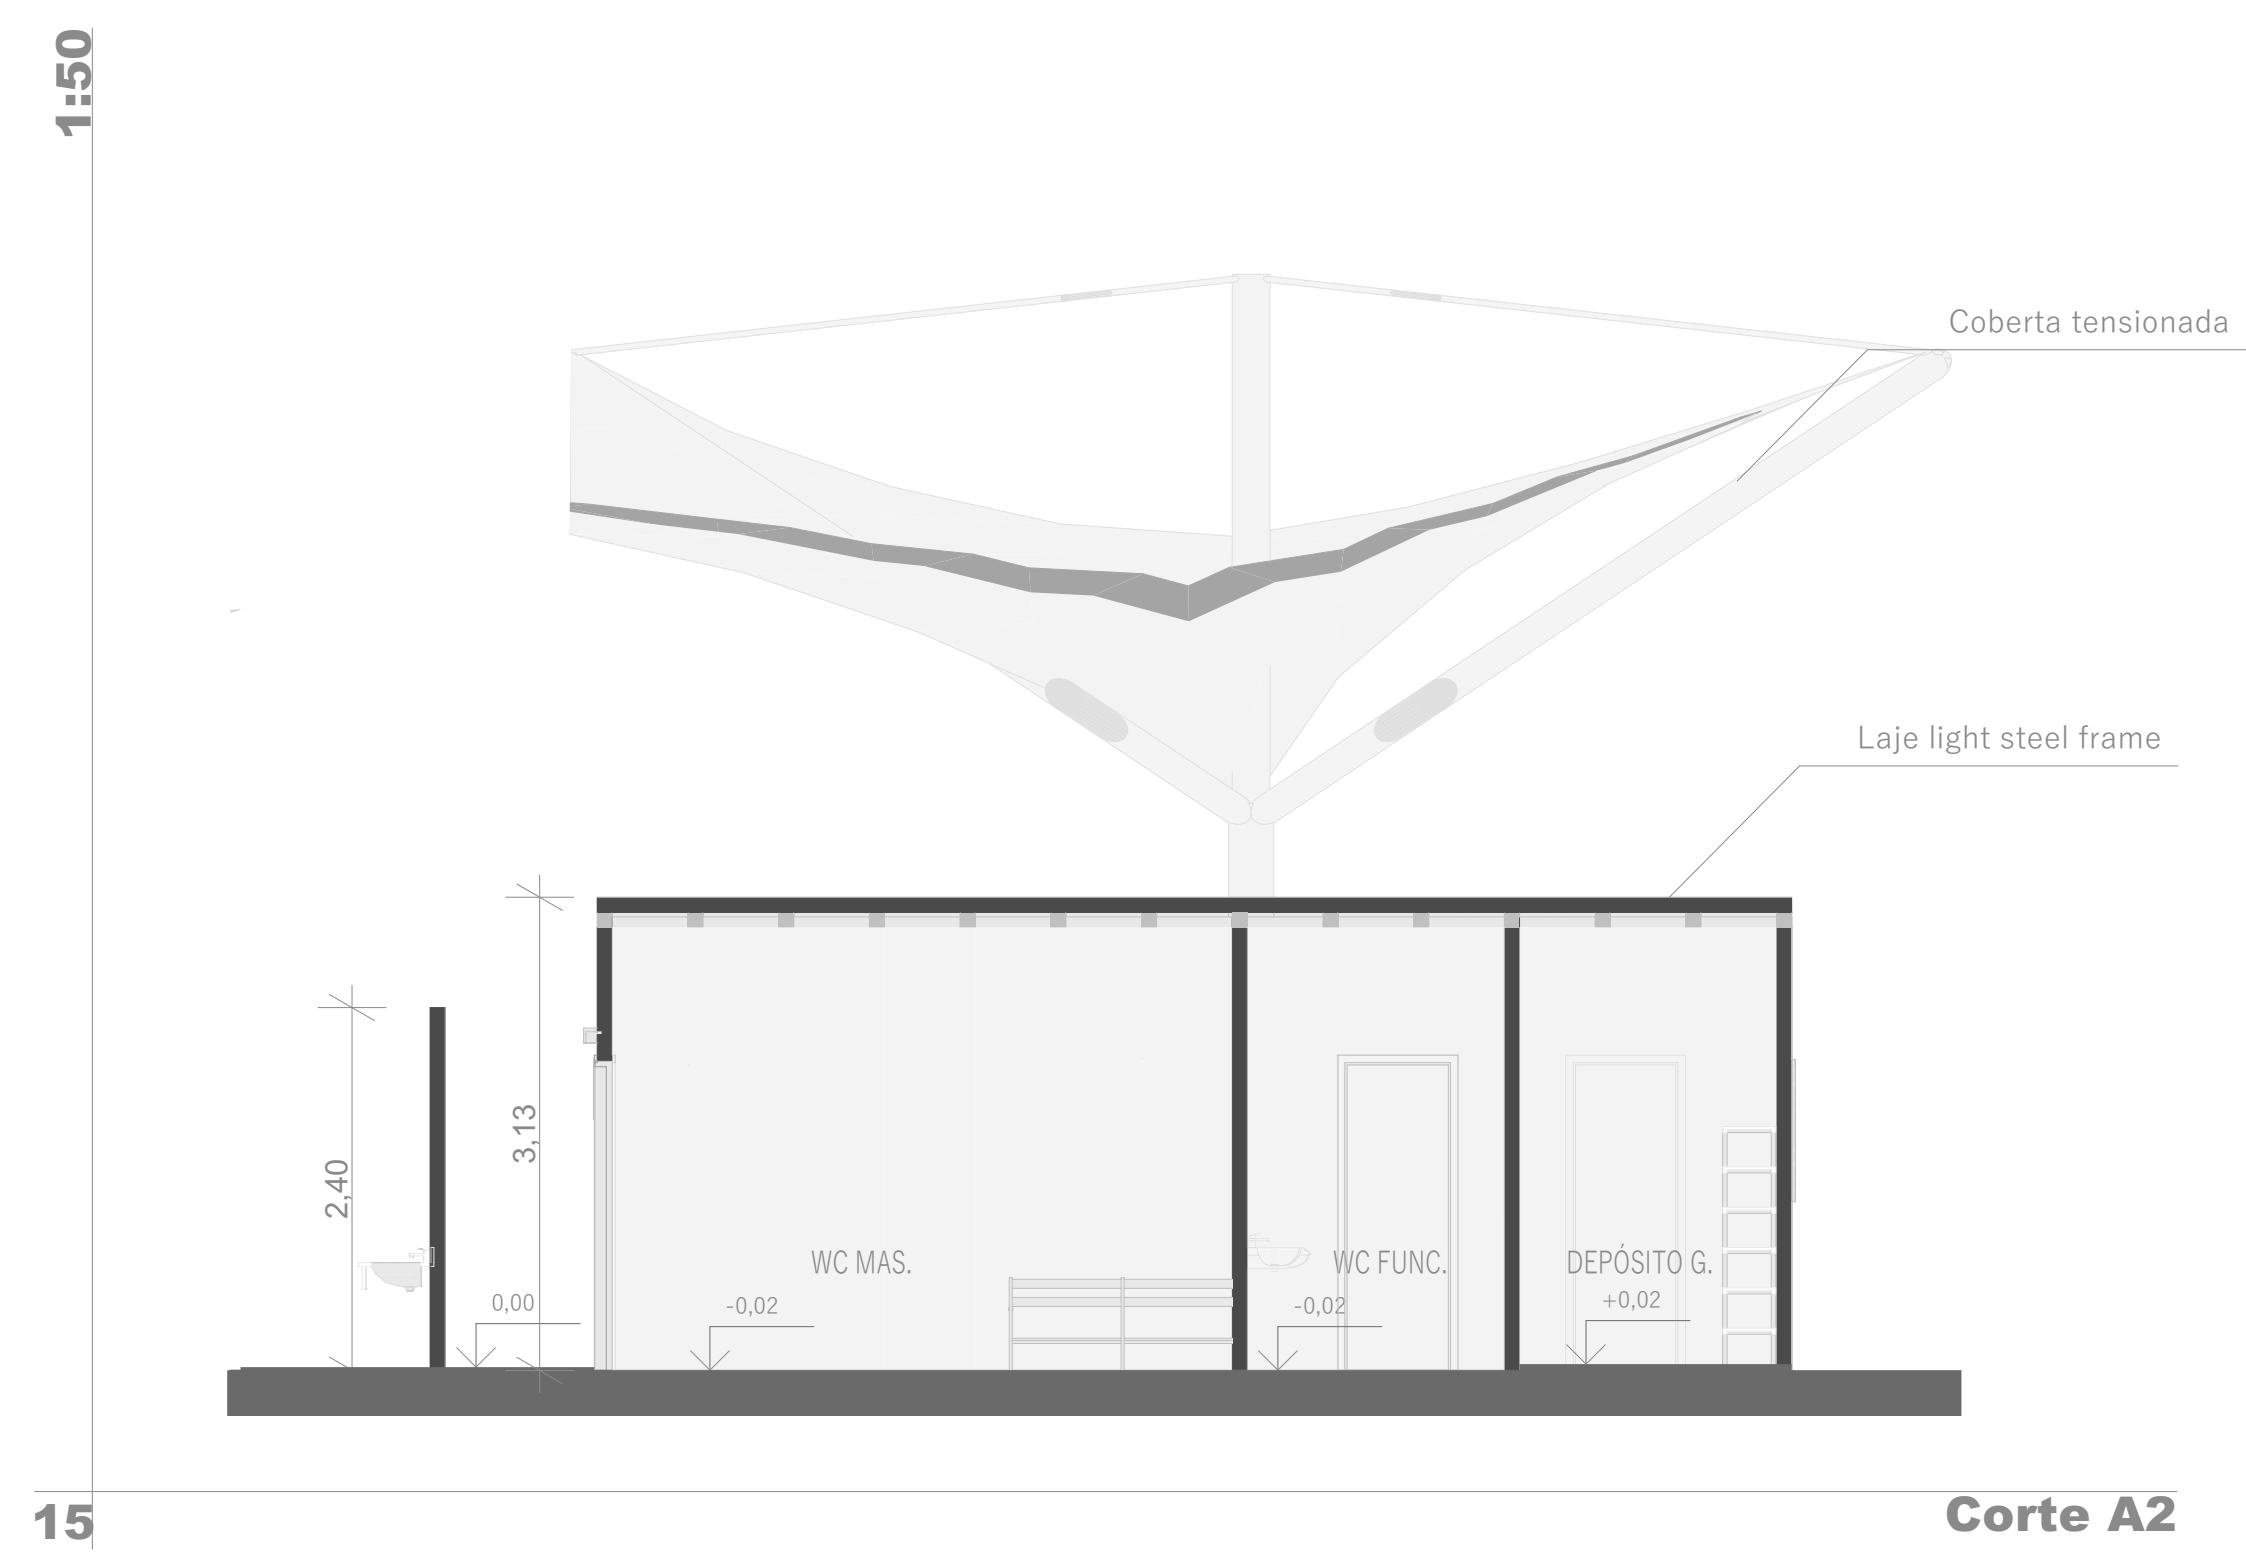 1:50
Coberta tensionada
Laje light steel frame
3,13
2,40
WC MAS.
WC FUNC.
DEPÓSITO G.
0,00
-0,02
-0,02
+0,02
15
Corte A2